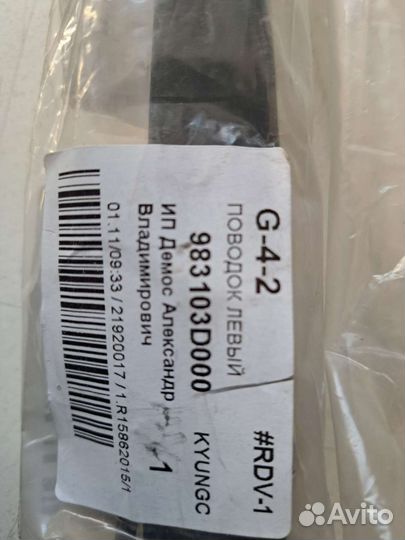 G-4-2 #RDV-1
ПОВОДОК ЛЕВЫЙ
983103D000 KYUNGC
ИП Демос Александр 1
Владимирович
01.11/09:33 / 21920017 / 1.R15862015/1
Avito